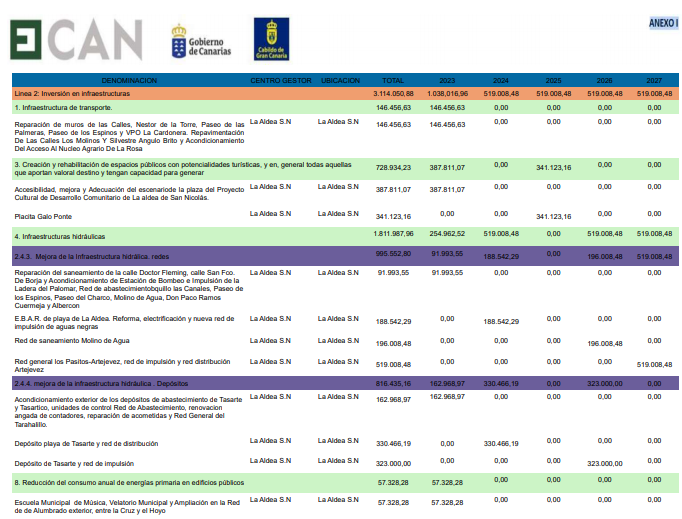 ECAN
Gobierno
de Canarias
Cabildo de
Gran Canaria
ANEXO I
DENOMINACION CENTRO GESTOR UBICACION TOTAL 2023 2024 2025 2026 2027
Linea 2: Inversión en infraestructuras 3.114.050,88 1.038.016,96 519.008,48 519.008,48 519.008,48 519.008,48
1. Infraestructura de transporte. 146.456,63 146.456,63 0,00 0,00 0,00 0,00
Reparación de muros de las Calles, Nestor de la Torre, Paseo de las La Aldea S.N La Aldea S.N 146.456,63 146.456,63 0,00 0,00 0,00 0,00
Palmeras, Paseo de los Espinos y VPO La Cardonera. Repavimentación
De Las Calles Los Molinos Y Silvestre Angulo Brito y Acondicionamiento
Del Acceso Al Nucleo Agrario De La Rosa
3. Creación y rehabilitación de espacios públicos con potencialidades turísticas, y en, general todas aquellas
que aportan valoral destino y tengan capacidad para generar 728.934,23 387.811,07 0,00 341.123,16 0,00 0,00
Accesibilidad, mejora y Adecuación del escenariode la plaza del Proyecto La Aldea S.N La Aldea S.N 387.811,07 387.811,07 0,00 0,00 0,00 0,00
Cultural de Desarrollo Comunitario de La aldea de San Nicolás.
Placita Galo Ponte La Aldea S.N La Aldea S.N 341.123,16 0,00 0,00 341.123,16 0,00 0,00
4. Infraestructuras hidráulicas 1.811.987,96 254.962,52 519.008,48 0,00 519.008,48 519.008,48
2.4.3. Mejora de la Infraestructura hidrálica. redes 995.552,80 91.993,55 188.542,29 0,00 196.008,48 519.008,48
Reparación del saneamiento de la calle Doctor Fleming, calle San Fco. La Aldea S.N La Aldea S.N 91.993,55 91.993,55 0,00 0,00 0,00 0,00
De Borja y Acondicionamiento de Estación de Bombeo e Impulsión de la
Ladera del Palomar, Red de abastecimientobquillo las Canales, Paseo de
los Espinos, Paseo del Charco, Molino de Agua, Don Paco Ramos
Cuermeja y Albercon
E.B.A.R. de playa de La Aldea. Reforma, electrificación y nueva red de La Aldea S.N La Aldea S.N 188.542,29 0,00 188.542,29 0,00 0,00 0,00
impulsión de aguas negras
Red de saneamiento Molino de Agua La Aldea S.N La Aldea S.N 196.008,48 0,00 0,00 0,00 196.008,48 0,00
Red general los Pasitos-Artejevez, red de impulsión y red distribución La Aldea S.N La Aldea S.N 519.008,48 0,00 0,00 0,00 0,00 519.008,48
Artejevez
2.4.4. mejora de la infraestructura hidráulica . Depósitos 816.435,16 162.968,97 330.466,19 0,00 323.000,00 0,00
Acondicionamiento exterior de los depósitos de abastecimiento de Tasarte La Aldea S.N La Aldea S.N 162.968,97 162.968,97 0,00 0,00 0,00 0,00
y Tasartico, unidades de control Red de Abastecimiento, renovacion
angada de contadores, reparación de acometidas y Red General del
Tarahalillo.
Depósito playa de Tasarte y red de distribución La Aldea S.N La Aldea S.N 330.466,19 0,00 330.466,19 0,00 0,00 0,00
Depósito de Tasarte y red de impulsión La Aldea S.N La Aldea S.N 323.000,00 0,00 0,00 0,00 323.000,00 0,00
8. Reducción del consumo anual de energías primaria en edificios públicos 57.328,28 57.328,28 0,00 0,00 0,00 0,00
Escuela Municipal de Música, Velatorio Municipal y Ampliación en la Red La Aldea S.N La Aldea S.N 57.328,28 57.328,28 0,00 0,00 0,00 0,00
de de Alumbrado exterior, entre la Cruz y el Hoyo